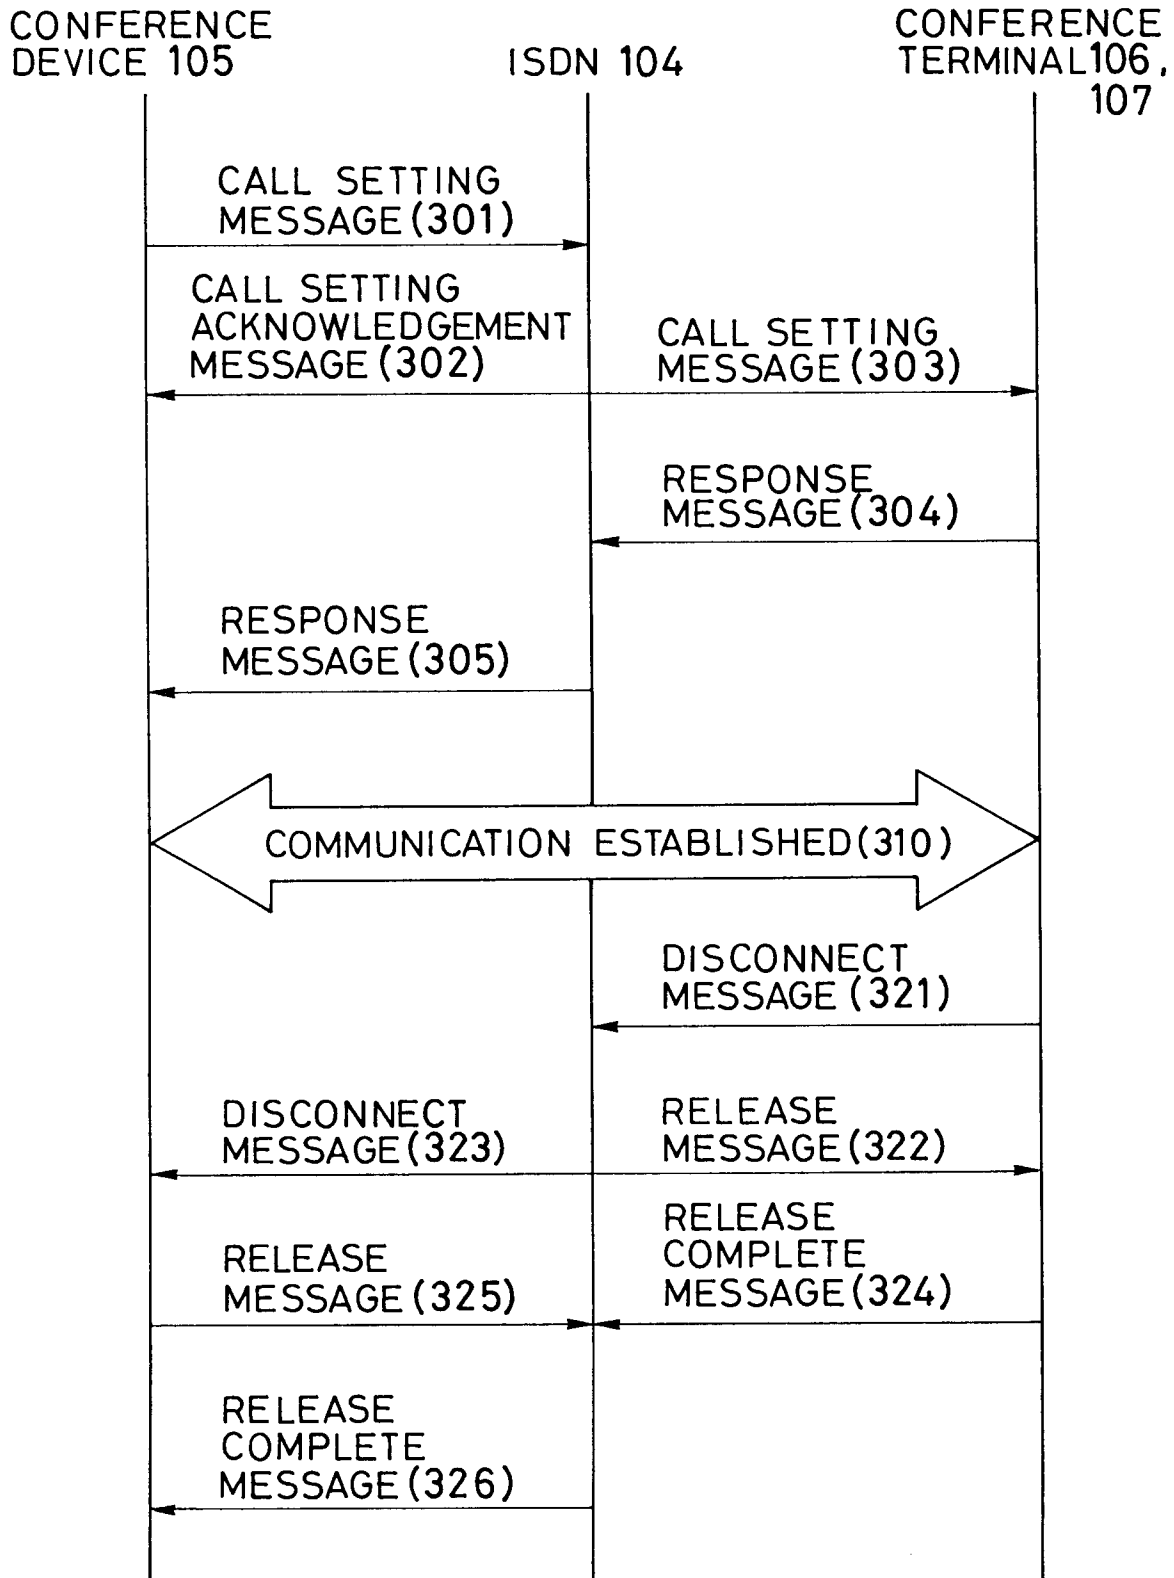 CONFERENCE
DEVICE 105
ISDN 104
CONFERENCE
TERMINAL 106,
107
CALL SETTING
MESSAGE (301)
CALL SETTING
ACKNOWLEDGEMENT
MESSAGE (302)
CALL SETTING
MESSAGE (303)
RESPONSE
MESSAGE (304)
RESPONSE
MESSAGE (305)
COMMUNICATION ESTABLISHED (310)
DISCONNECT
MESSAGE (321)
DISCONNECT
MESSAGE (323)
RELEASE
MESSAGE (322)
RELEASE
MESSAGE (325)
RELEASE
COMPLETE
MESSAGE (324)
RELEASE
COMPLETE
MESSAGE (326)